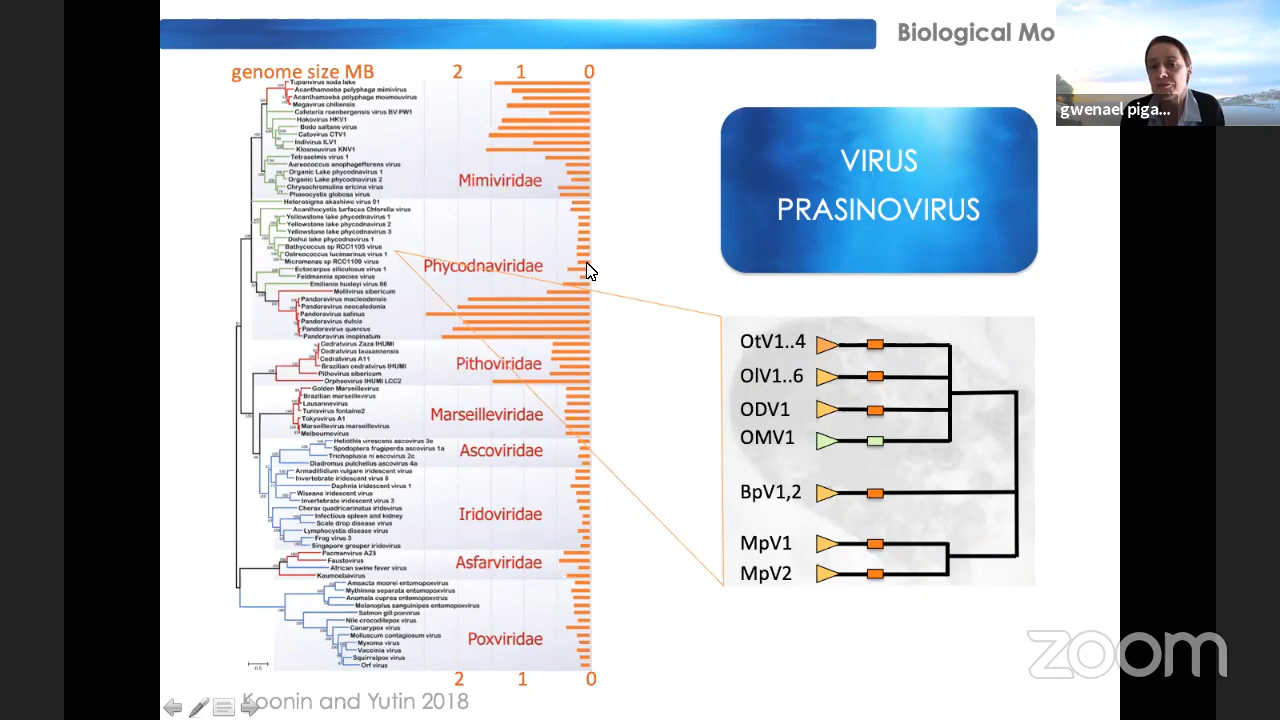 Biological Mo
gwenael piga...
genome size MB
2 1 0
Tupanvirus soda lake
Acanthamoeba polyphaga mimivirus
Acanthamoeba polyphaga moumouvirus
Megavirus chiliensis
Cafeteria roenbergensis virus BV-PW1
Hokovirus HKV1
Bodo saltans virus
Catovirus CTV1
Indivirus ILV1
Klosneuvirus KNV1
Tetraselmis virus 1
Aureococcus anophagefferens virus
Organic Lake phycodnavirus 1
Organic Lake phycodnavirus 2
Chrysochromulina ericina virus
Phaeocystis globosa virus
Mimiviridae
Heterosigma akashiwo virus 01
Acanthocystis turfacea Chlorella virus
Yellowstone lake phycodnavirus 1
Yellowstone lake phycodnavirus 2
Yellowstone lake phycodnavirus 3
Dishui lake phycodnavirus 1
Bathycoccus sp RCC1105 virus
Ostreococcus lucimarinus virus 1
Micromonas sp RCC1109 virus
Ectocarpus siliculosus virus 1
Feldmannia species virus
Emiliania huxleyi virus 86
Mollivirus sibericum
Pandoravirus macleodensis
Pandoravirus neocaledonia
Pandoravirus salinus
Pandoravirus dulcis
Pandoravirus quercus
Pandoravirus inopinatum
Phycodnaviridae
Cedratvirus Zaza IHUMI
Cedratvirus lausannensis
Cedratvirus A11
Brazilian cedratvirus IHUMI
Pithovirus sibericum
Orpheovirus IHUMI LCC2
Pithoviridae
Golden Marseillevirus
Brazilian marseillevirus
Lausannevirus
Tunisvirus fontaine2
Tokyovirus A1
Marseillevirus marseillevirus
Melbournevirus
Marseilleviridae
Heliothis virescens ascovirus 3e
Spodoptera frugiperda ascovirus 1a
Trichoplusia ni ascovirus 2c
Diadromus pulchellus ascovirus 4a
Ascoviridae
Armadillidium vulgare iridescent virus
Invertebrate iridescent virus 6
Daphnia iridescent virus 1
Wiseana iridescent virus
Invertebrate iridescent virus 3
Cherax quadricarinatus iridovirus
Infectious spleen and kidney
Scale drop disease virus
Lymphocystis disease virus
Frog virus 3
Singapore grouper iridovirus
Iridoviridae
Pacmanvirus A23
Faustovirus
African swine fever virus
Kaumoebavirus
Asfarviridae
Amsacta moorei entomopoxvirus
Mythimna separata entomopoxvirus
Anomala cuprea entomopoxvirus
Melanoplus sanguinipes entomopoxvirus
Salmon gill poxvirus
Nile crocodilepox virus
Canarypox virus
Molluscum contagiosum virus
Myxoma virus
Vaccinia virus
Squirrelpox virus
Orf virus
Poxviridae
0.5
2 1 0
Koonin and Yutin 2018
VIRUS
PRASINOVIRUS
OtV1..4
OlV1..6
ODV1
OMV1
BpV1,2
MpV1
MpV2
zoom